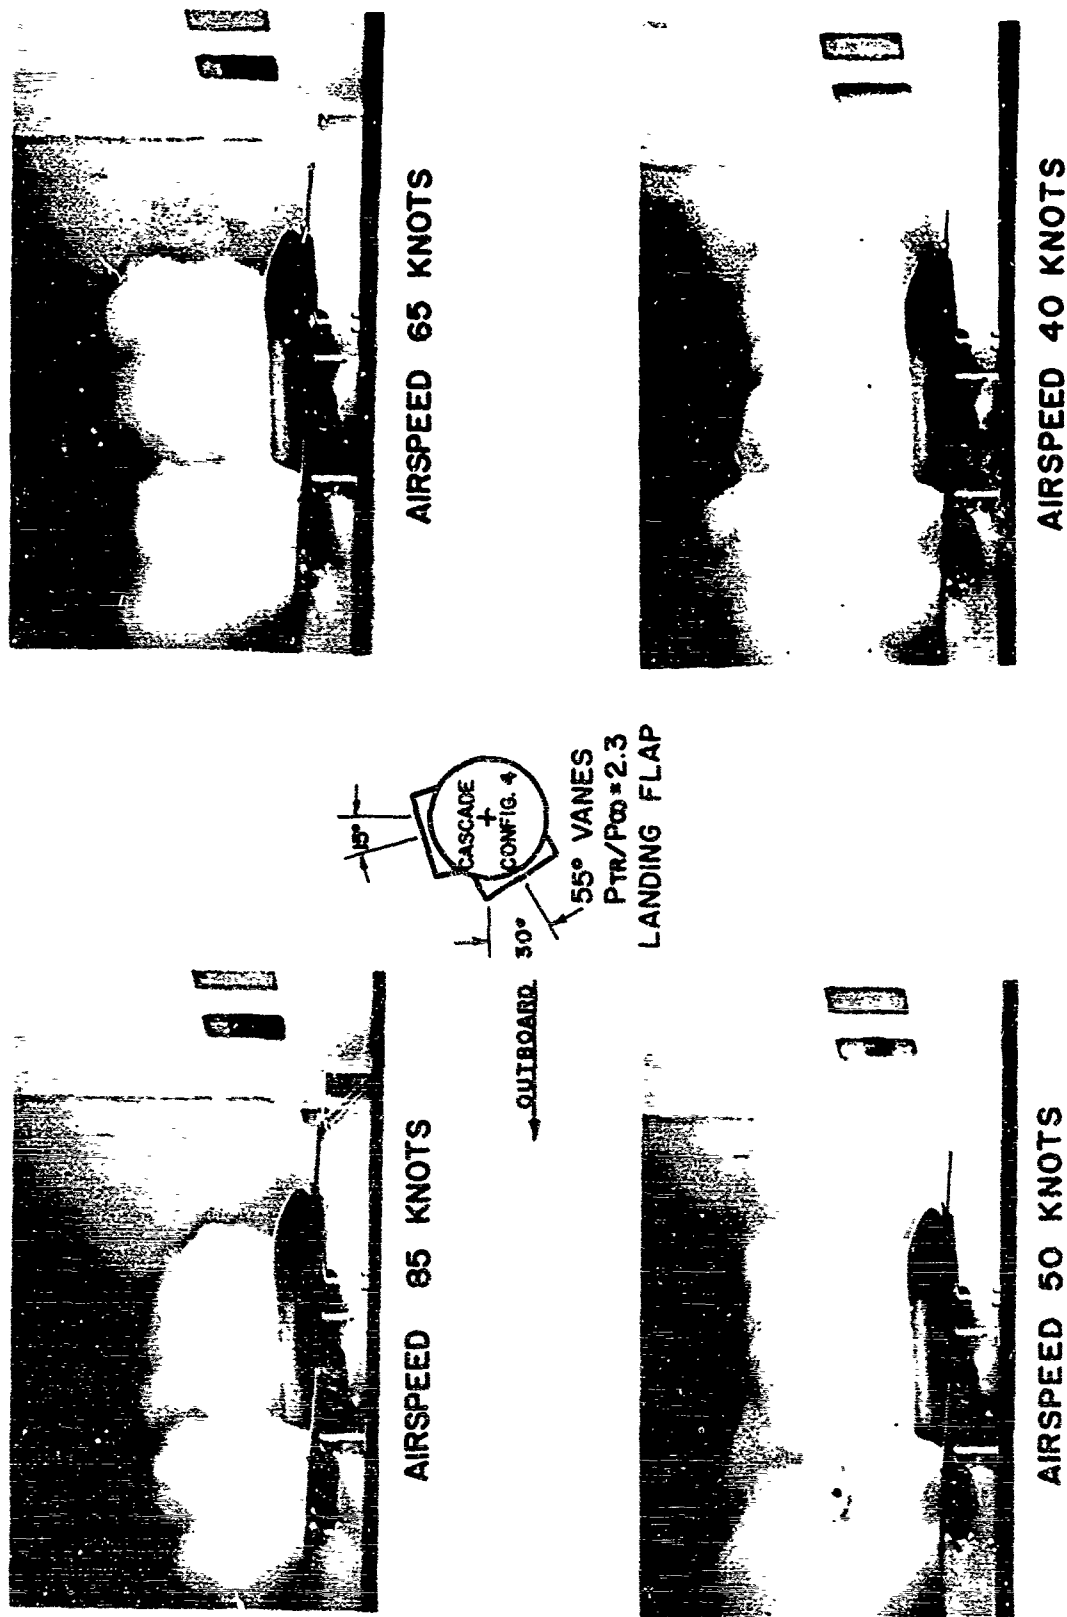 AIRSPEED 85 KNOTS
AIRSPEED 65 KNOTS
OUTBOARD
30°
15°
CASCADE
+
CONFIG. 4
55° VANES
PTR/P∞=2.3
LANDING FLAP
AIRSPEED 50 KNOTS
AIRSPEED 40 KNOTS